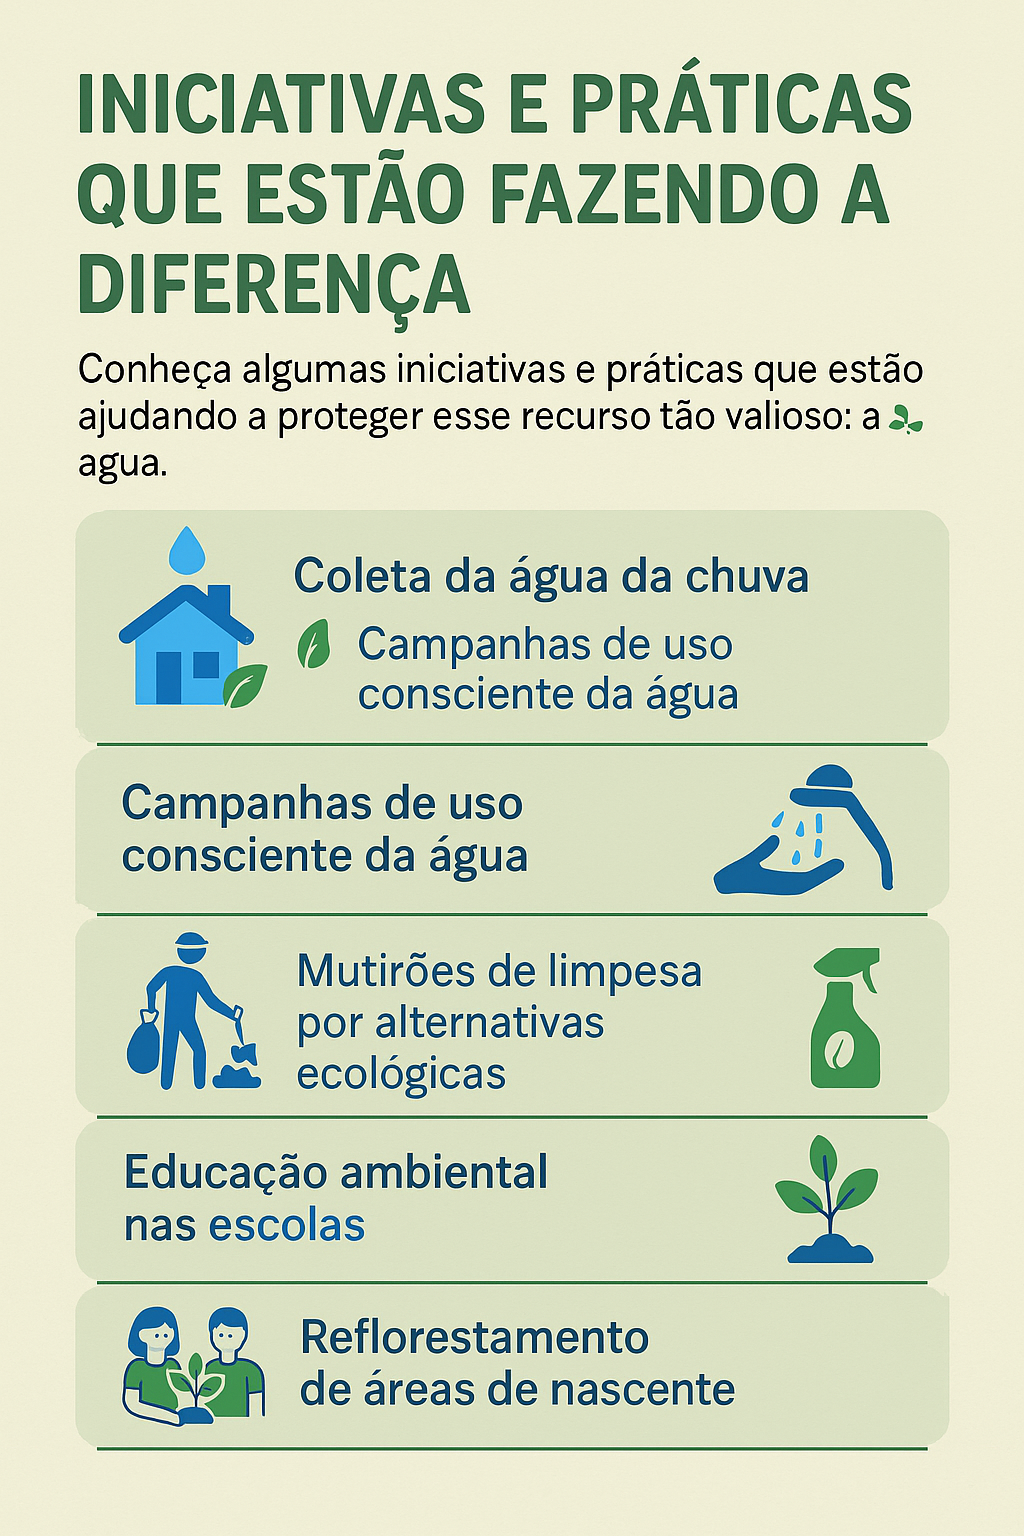 INICIATIVAS E PRÁTICAS
QUE ESTÃO FAZENDO A
DIFERENÇA
Conheça algumas iniciativas e práticas que estão
ajudando a proteger esse recurso tão valioso: a
agua.
Coleta da água da chuva
Campanhas de uso
consciente da água
Campanhas de uso
consciente da água
Mutirões de limpesa
por alternativas
ecológicas
Educação ambiental
nas escolas
Reflorestamento
de áreas de nascente